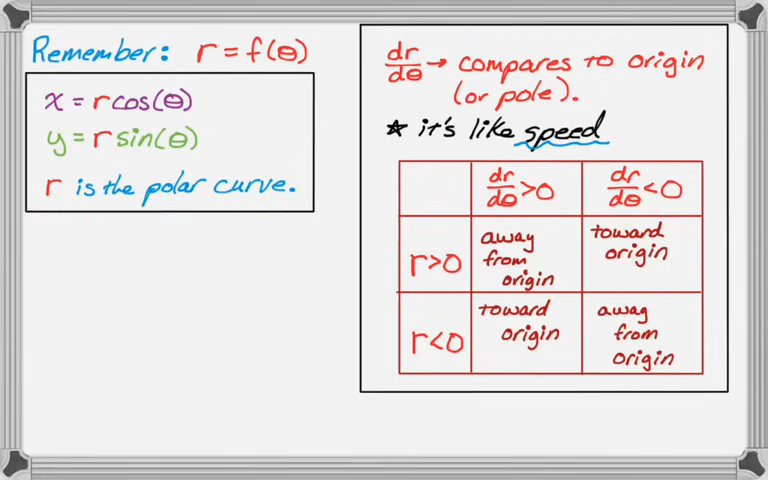 Remember: r = f(θ)
x = r cos(θ)
y = r sin(θ)
r is the polar curve.
dr/dθ → compares to origin
(or pole).
★ it's like speed
dr/dθ > 0 dr/dθ < 0
r > 0 away from origin toward origin
r < 0 toward origin away from origin